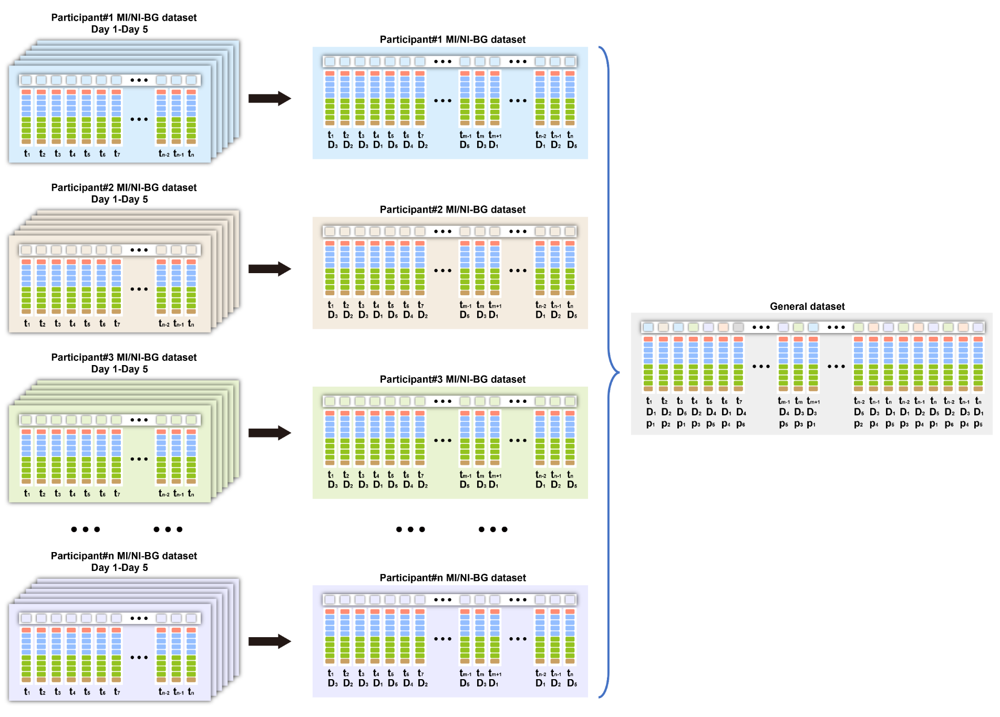 Participant#1 MI/NI-BG dataset
Day 1-Day 5
t1 t2 t3 t4 t5 t6 t7 tn-2 tn-1 tn
Participant#1 MI/NI-BG dataset
t1 t2 t3 t4 t5 t6 t7 tm-1 tm tm+1 tn-2 tn-1 tn
D3 D2 D3 D1 D5 D4 D2 D5 D3 D1 D1 D2 D5
Participant#2 MI/NI-BG dataset
Day 1-Day 5
t1 t2 t3 t4 t5 t6 t7 tn-2 tn-1 tn
Participant#2 MI/NI-BG dataset
t1 t2 t3 t4 t5 t6 t7 tm-1 tm tm+1 tn-2 tn-1 tn
D3 D2 D3 D1 D5 D4 D2 D5 D3 D1 D1 D2 D5
Participant#3 MI/NI-BG dataset
Day 1-Day 5
t1 t2 t3 t4 t5 t6 t7 tn-2 tn-1 tn
Participant#3 MI/NI-BG dataset
t1 t2 t3 t4 t5 t6 t7 tm-1 tm tm+1 tn-2 tn-1 tn
D3 D2 D3 D1 D5 D4 D2 D5 D3 D1 D1 D2 D5
Participant#n MI/NI-BG dataset
Day 1-Day 5
t1 t2 t3 t4 t5 t6 t7 tn-2 tn-1 tn
Participant#n MI/NI-BG dataset
t1 t2 t3 t4 t5 t6 t7 tm-1 tm tm+1 tn-2 tn-1 tn
D3 D2 D3 D1 D5 D4 D2 D5 D3 D1 D1 D2 D5
General dataset
t1 t2 t3 t4 t5 t6 t7 tm-1 tm tm+1 tn-2 tn-1 tn tn-2 tn-1 tn tn-2 tn-1 tn
D1 D2 D5 D2 D4 D1 D4 D4 D3 D3 D5 D3 D1 D1 D2 D5 D2 D3 D1
p1 p2 p1 p3 p5 p4 p6 p5 p3 p1 p2 p4 p5 p3 p4 p1 p6 p4 p5